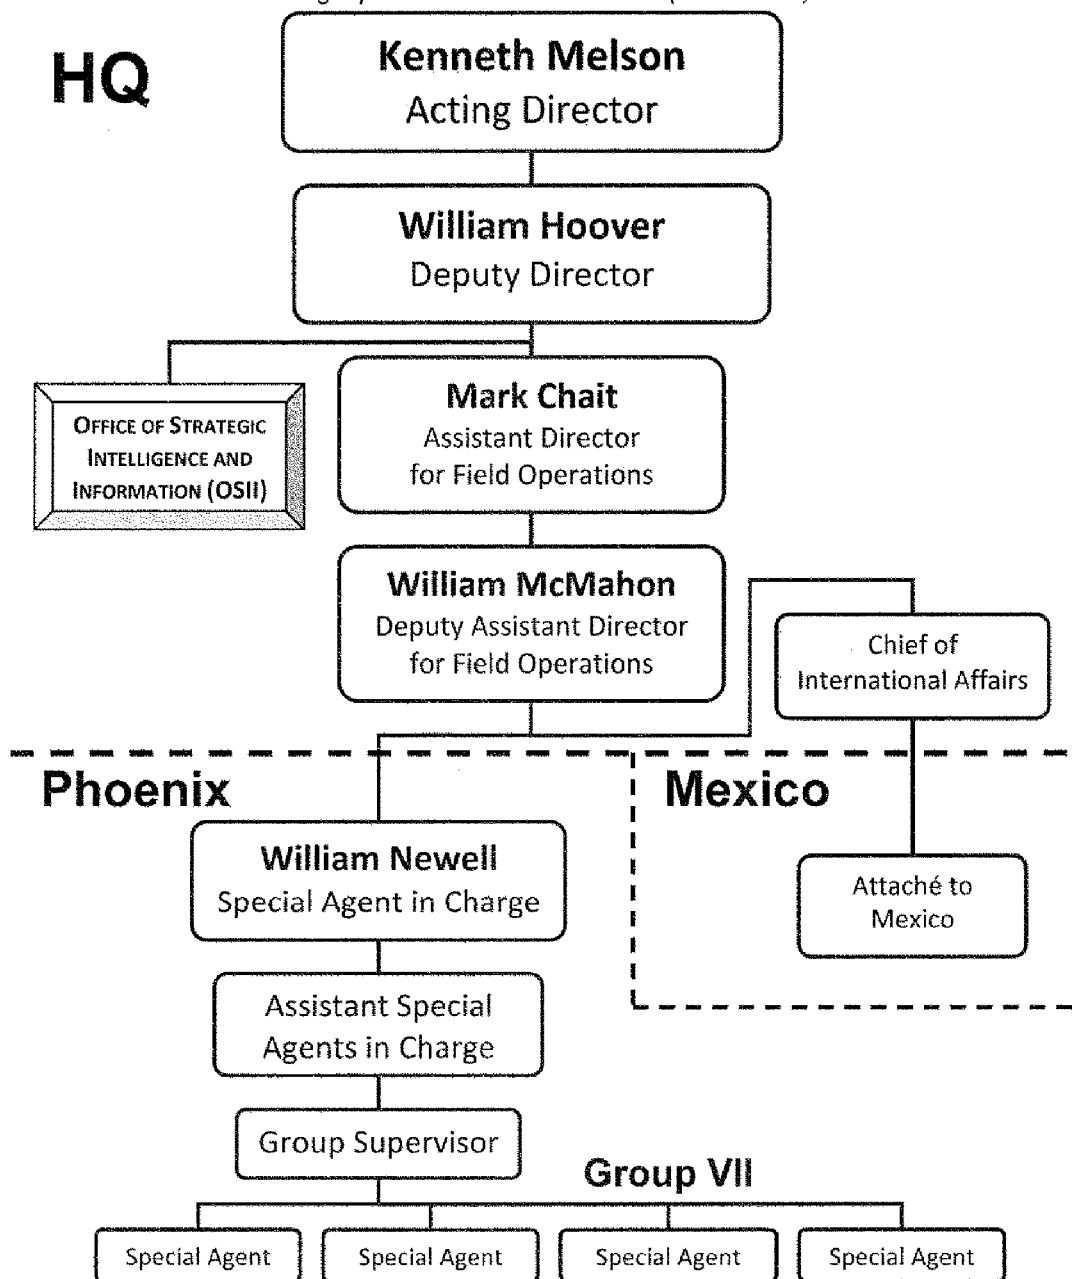 HQ
Kenneth Melson
Acting Director
William Hoover
Deputy Director
OFFICE OF STRATEGIC
INTELLIGENCE AND
INFORMATION (OSII)
Mark Chait
Assistant Director
for Field Operations
William McMahon
Deputy Assistant Director
for Field Operations
Chief of
International Affairs
Phoenix
Mexico
William Newell
Special Agent in Charge
Attaché to
Mexico
Assistant Special
Agents in Charge
Group Supervisor
Group VII
Special Agent
Special Agent
Special Agent
Special Agent